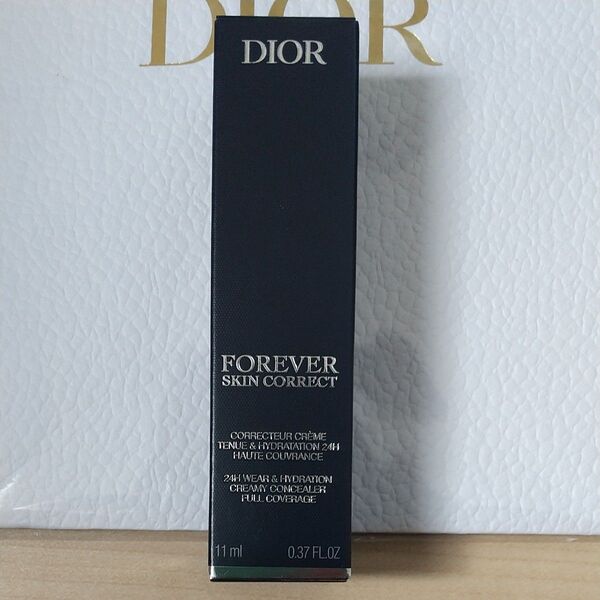 DIOR
DIOR
FOREVER
SKIN CORRECT
CORRECTEUR CRÈME
TENUE & HYDRATATION 24H
HAUTE COUVRANCE
24H WEAR & HYDRATION
CREAMY CONCEALER
FULL COVERAGE
11 ml 0.37 FL.OZ